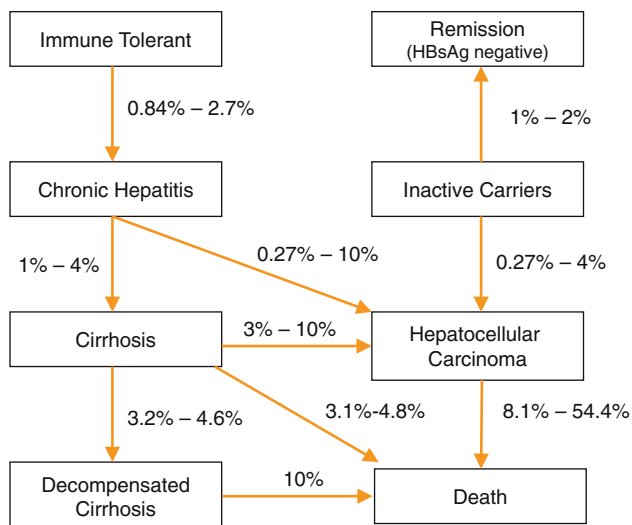 Immune Tolerant
Remission
(HBsAg negative)
0.84% – 2.7%
1% – 2%
Chronic Hepatitis
Inactive Carriers
1% – 4%
0.27% – 10%
0.27% – 4%
Cirrhosis
3% – 10%
Hepatocellular
Carcinoma
3.2% – 4.6%
3.1%-4.8%
8.1% – 54.4%
Decompensated
Cirrhosis
10%
Death